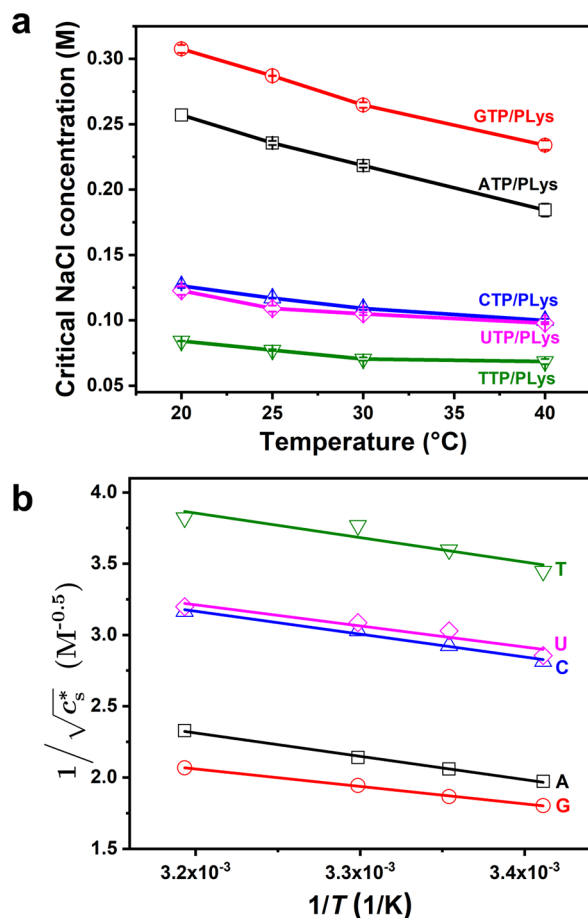 a
Critical NaCl concentration (M)
0.30
0.25
0.20
0.15
0.10
0.05
GTP/PLys
ATP/PLys
CTP/PLys
UTP/PLys
TTP/PLys
20 25 30 35 40
Temperature (°C)
b
1/√c*s (M-0.5)
4.0
3.5
3.0
2.5
2.0
1.5
T
U
C
A
G
3.2x10-3 3.3x10-3 3.4x10-3
1/T (1/K)